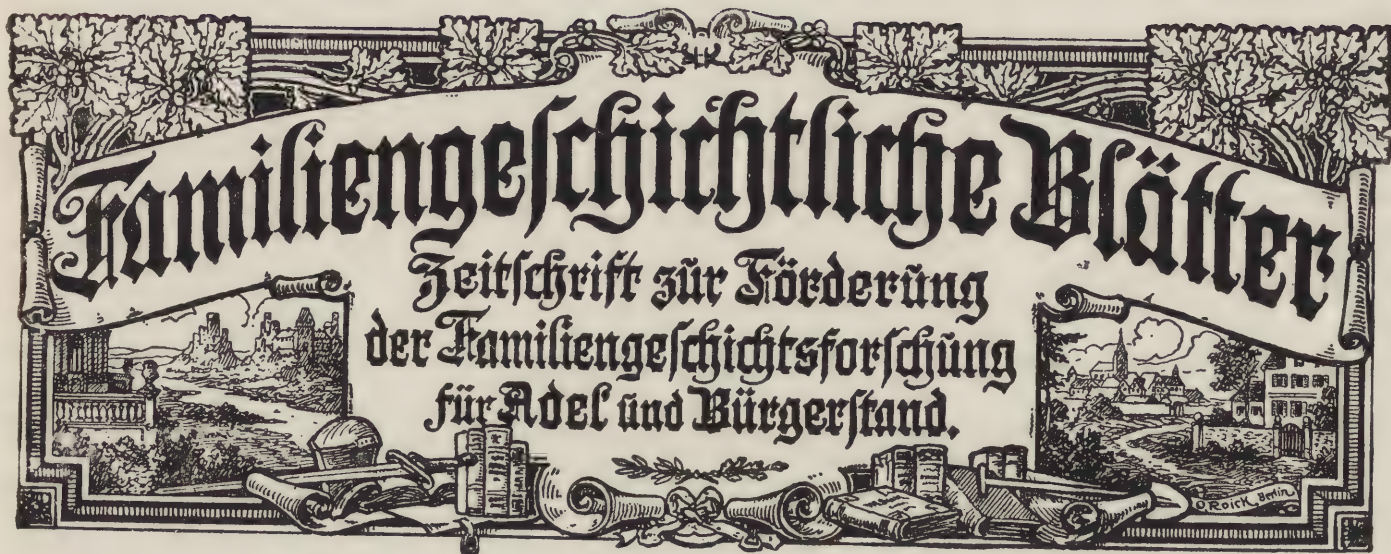 Familiengeschichtliche Blätter
Zeitschrift zur Förderung
der Familiengeschichtsforschung
für Adel und Bürgerstand.
O Roick, Berlin